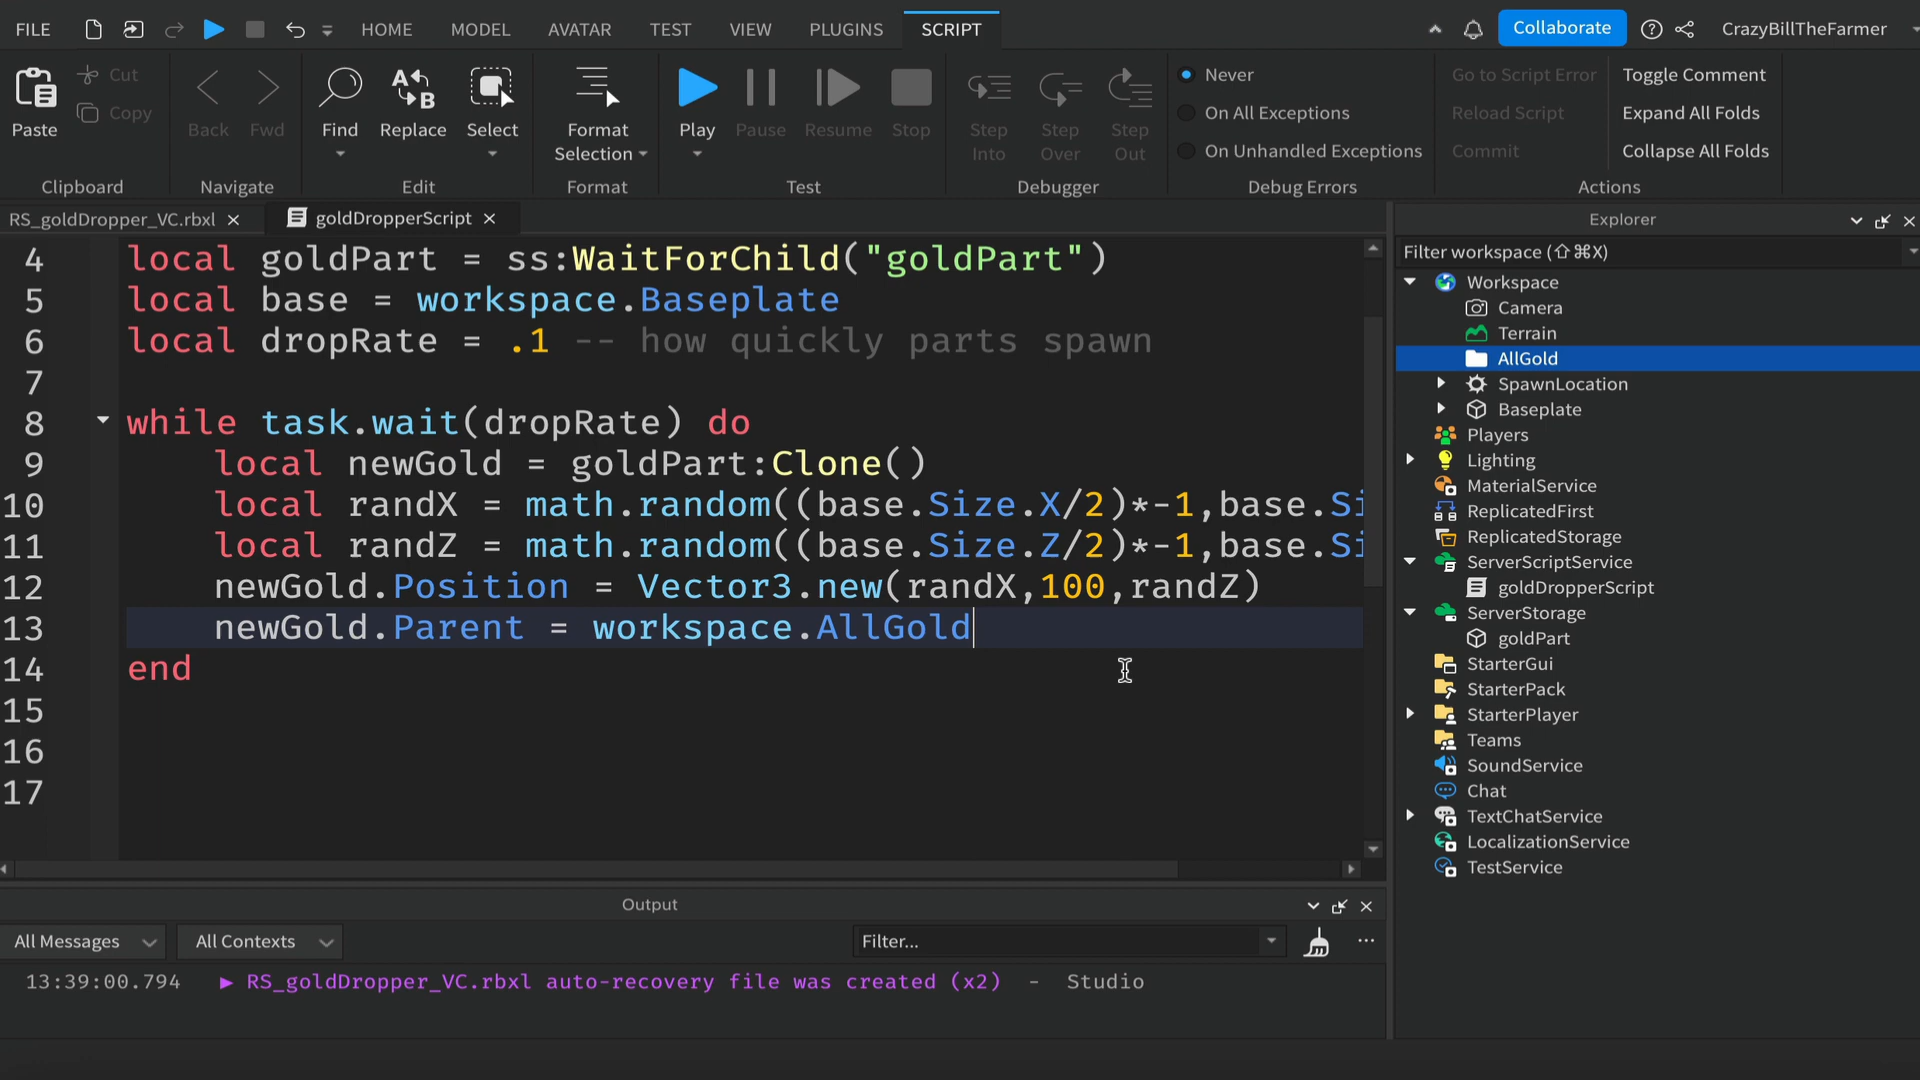 FILE HOME MODEL AVATAR TEST VIEW PLUGINS SCRIPT Collaborate CrazyBillTheFarmer
Paste Cut Copy
Clipboard
Back Fwd
Navigate
Find Replace Select
Edit
Format Selection
Format
Play Pause Resume Stop
Test
Step Into Step Over Step Out
Debugger
Never
On All Exceptions
On Unhandled Exceptions
Debug Errors
Go to Script Error Toggle Comment
Reload Script Expand All Folds
Commit Collapse All Folds
Actions
RS_goldDropper_VC.rbxl goldDropperScript
4 local goldPart = ss:WaitForChild("goldPart")
5 local base = workspace.Baseplate
6 local dropRate = .1 -- how quickly parts spawn
7
8 while task.wait(dropRate) do
9 local newGold = goldPart:Clone()
10 local randX = math.random((base.Size.X/2)*-1,base.Si
11 local randZ = math.random((base.Size.Z/2)*-1,base.Si
12 newGold.Position = Vector3.new(randX,100,randZ)
13 newGold.Parent = workspace.AllGold
14 end
15
16
17
Explorer
Filter workspace (⇧⌘X)
Workspace
Camera
Terrain
AllGold
SpawnLocation
Baseplate
Players
Lighting
MaterialService
ReplicatedFirst
ReplicatedStorage
ServerScriptService
goldDropperScript
ServerStorage
goldPart
StarterGui
StarterPack
StarterPlayer
Teams
SoundService
Chat
TextChatService
LocalizationService
TestService
Output
All Messages All Contexts Filter...
13:39:00.794 ▶ RS_goldDropper_VC.rbxl auto-recovery file was created (x2) - Studio